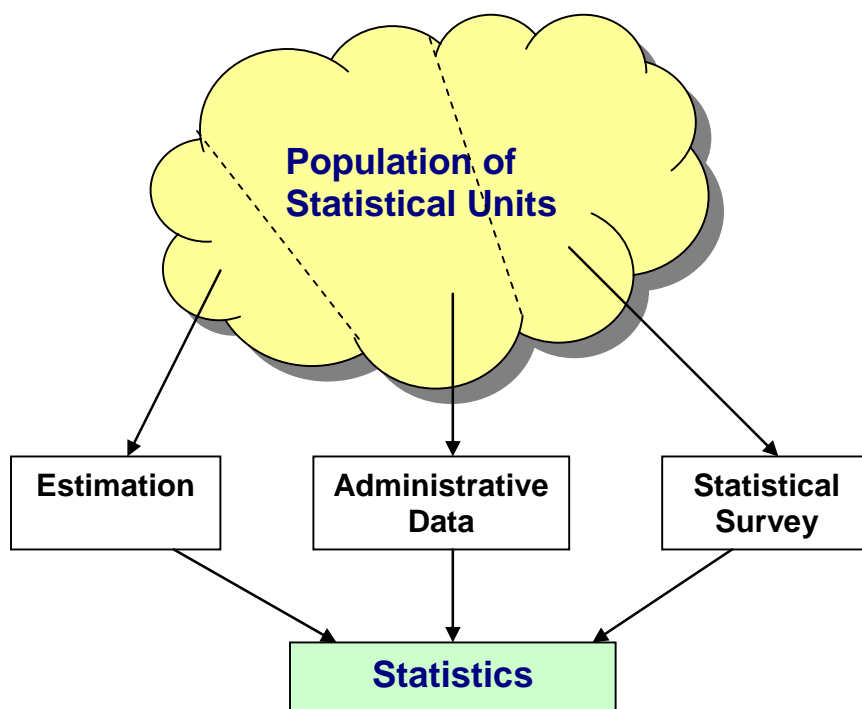 Population of
Statistical Units
Estimation
Administrative
Data
Statistical
Survey
Statistics